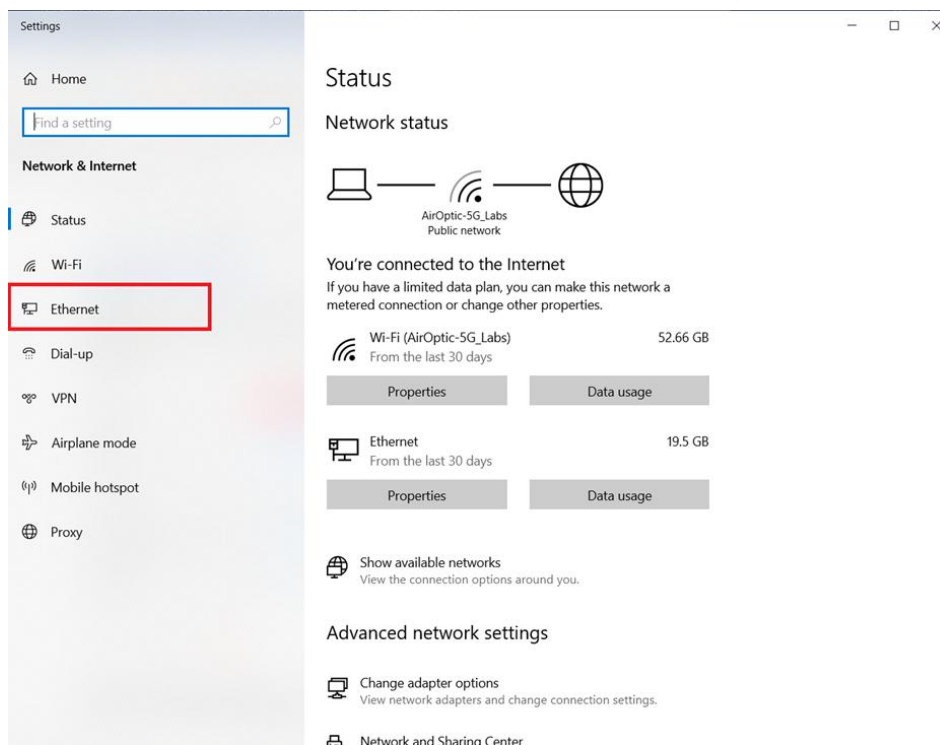 Settings
Home
Find a setting
Network & Internet
Status
Wi-Fi
Ethernet
Dial-up
VPN
Airplane mode
Mobile hotspot
Proxy
Status
Network status
AirOptic-5G_Labs
Public network
You're connected to the Internet
If you have a limited data plan, you can make this network a
metered connection or change other properties.
Wi-Fi (AirOptic-5G_Labs) 52.66 GB
From the last 30 days
Properties Data usage
Ethernet 19.5 GB
From the last 30 days
Properties Data usage
Show available networks
View the connection options around you.
Advanced network settings
Change adapter options
View network adapters and change connection settings.
Network and Sharing Center